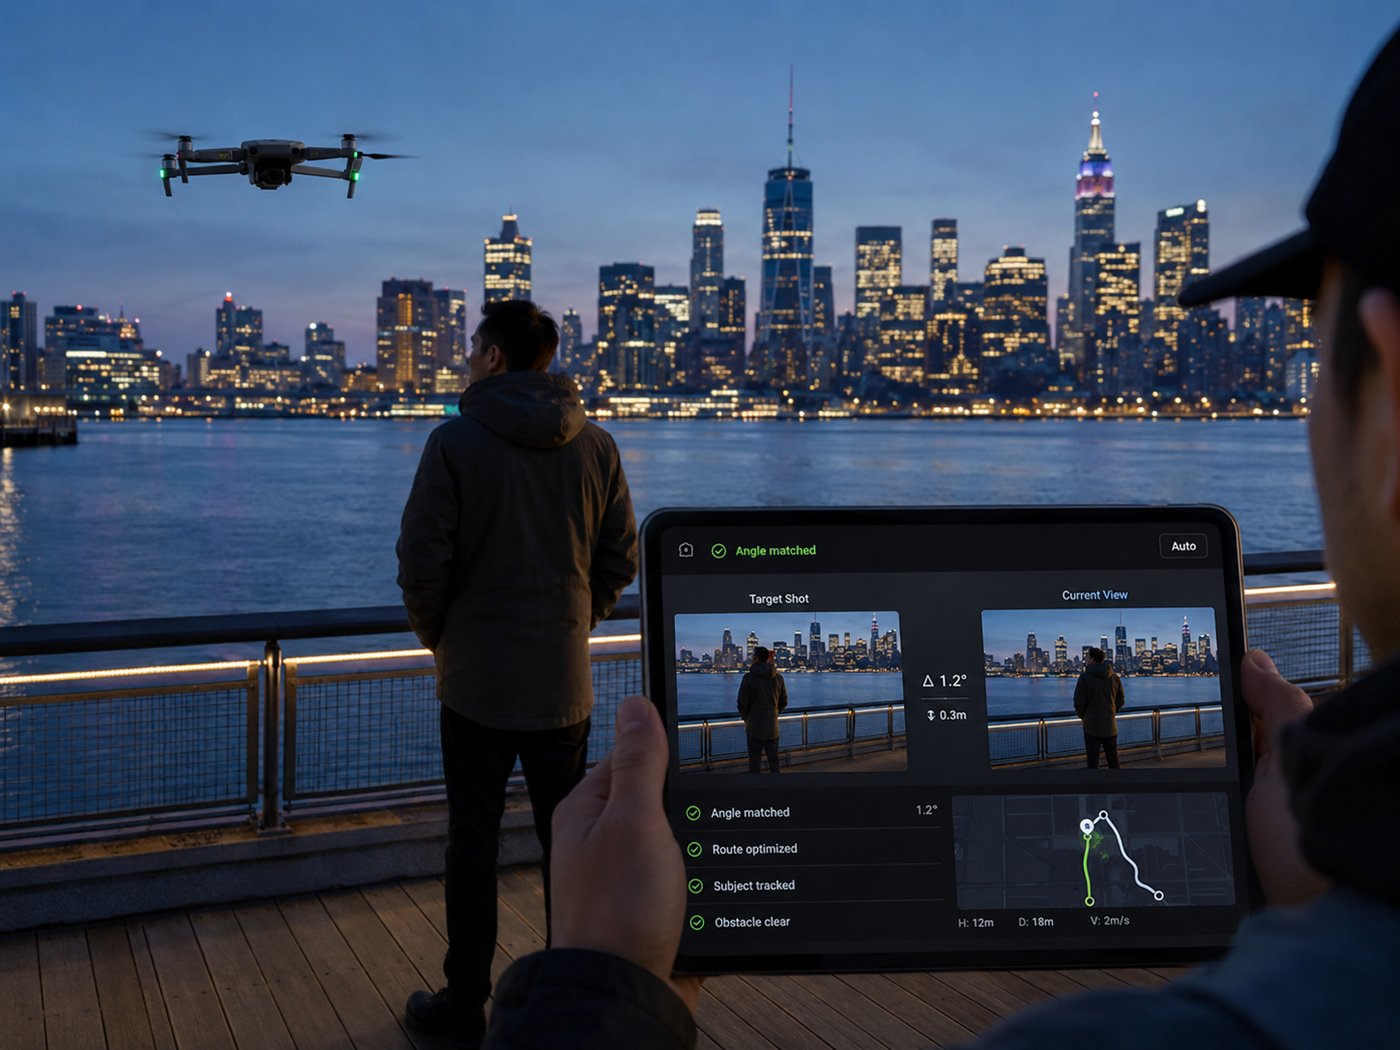 Angle matched
Auto
Target Shot
Current View
Δ 1.2°
0.3m
Angle matched 1.2°
Route optimized
Subject tracked
Obstacle clear
H: 12m D: 18m V: 2m/s